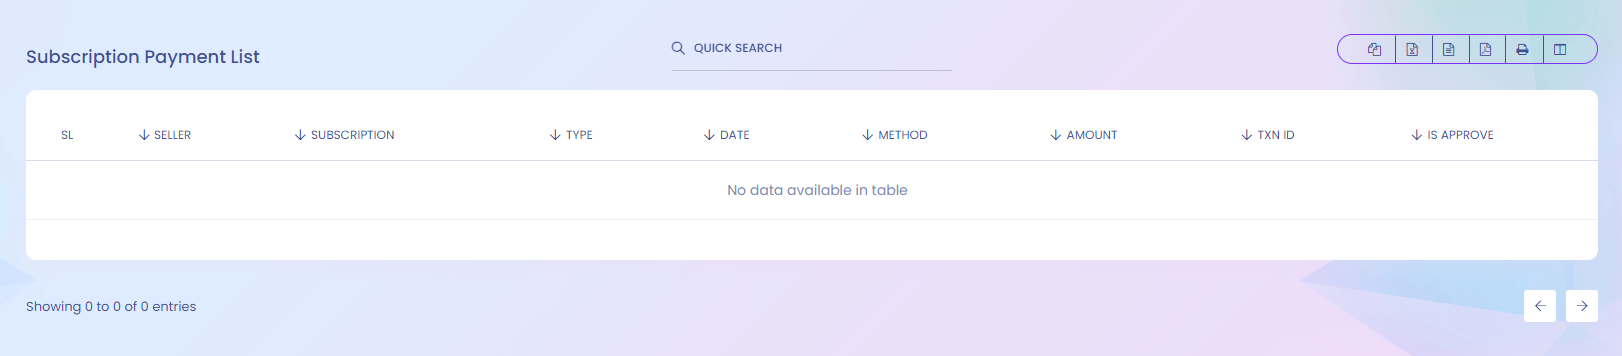 Subscription Payment List
QUICK SEARCH
SL SELLER SUBSCRIPTION TYPE DATE METHOD AMOUNT TXN ID IS APPROVE
No data available in table
Showing 0 to 0 of 0 entries